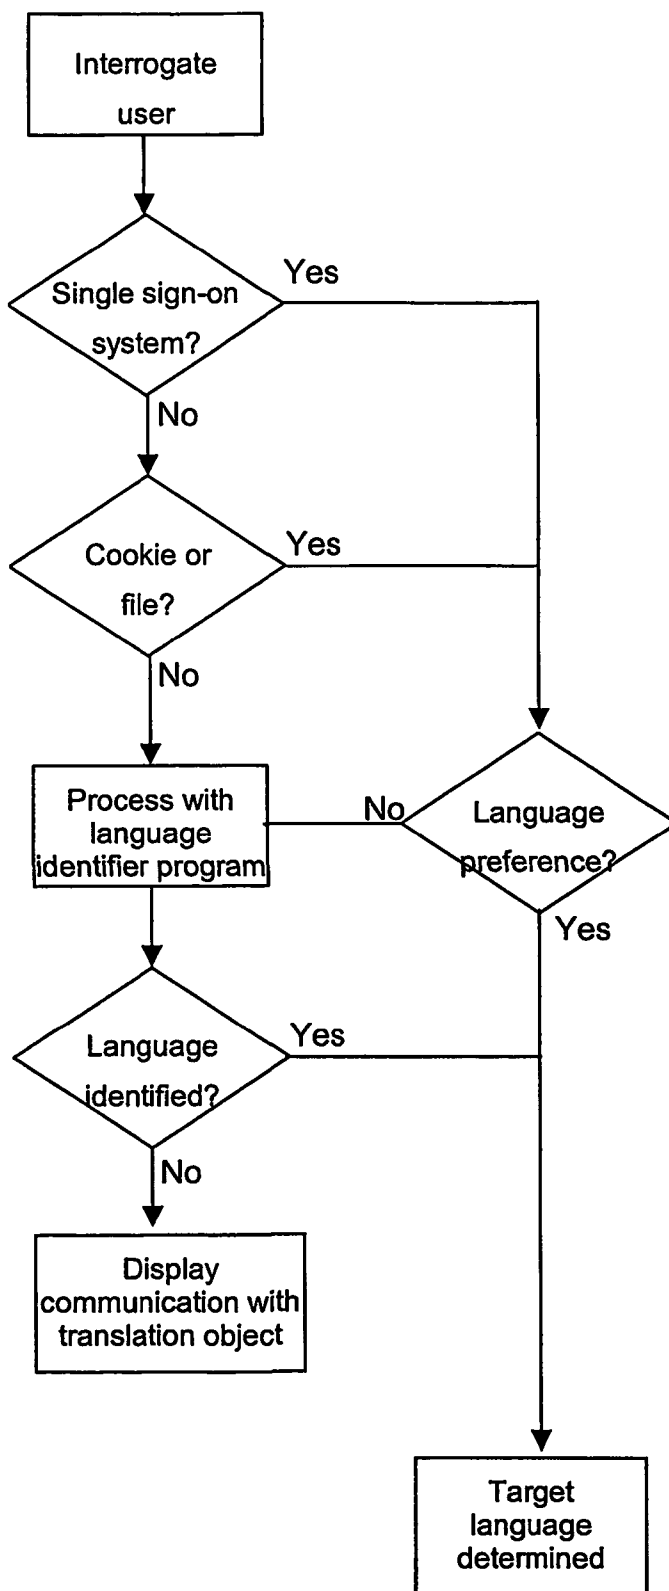 Interrogate
user
Single sign-on
system?
Yes
No
Cookie or
file?
Yes
No
Process with
language
identifier program
No
Language
preference?
Yes
Language
identified?
Yes
No
Display
communication with
translation object
Target
language
determined